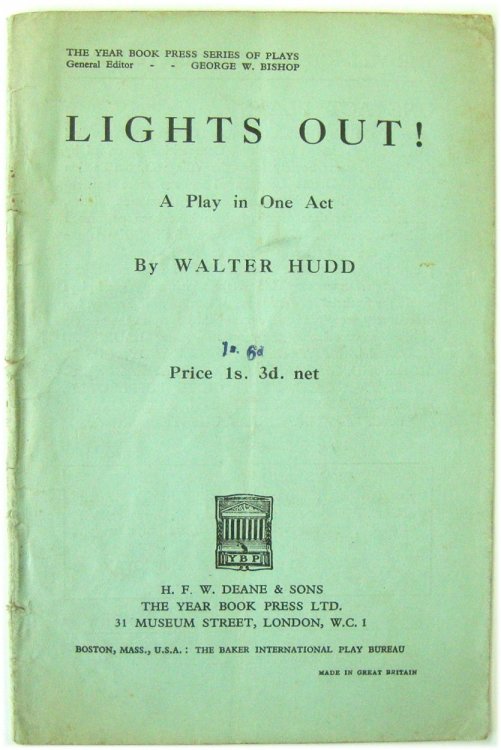 THE YEAR BOOK PRESS SERIES OF PLAYS
General Editor - - GEORGE W. BISHOP
LIGHTS OUT!
A Play in One Act
By WALTER HUDD
1s. 6d
Price 1s. 3d. net
YBP
H. F. W. DEANE & SONS
THE YEAR BOOK PRESS LTD.
31 MUSEUM STREET, LONDON, W.C. 1
BOSTON, MASS., U.S.A. : THE BAKER INTERNATIONAL PLAY BUREAU
MADE IN GREAT BRITAIN